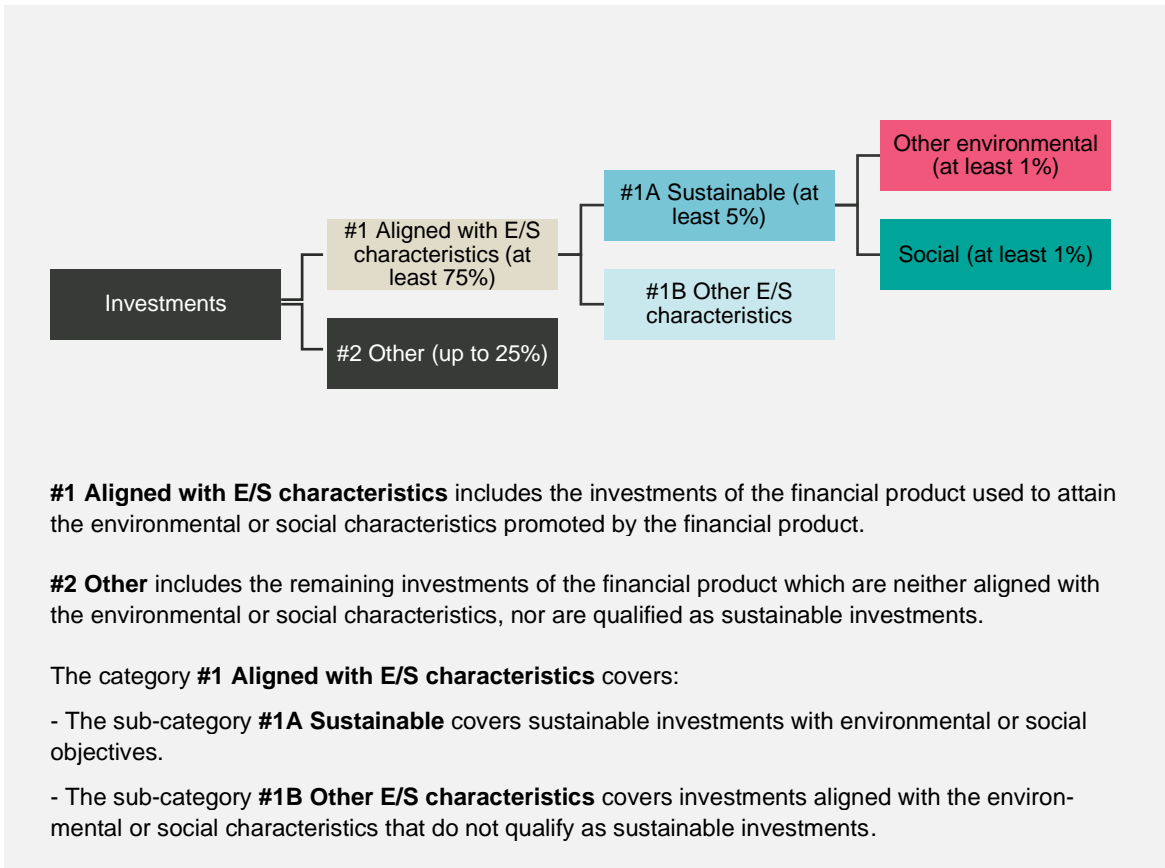 Other environmental
(at least 1%)
#1A Sustainable (at
least 5%)
#1 Aligned with E/S
characteristics (at
least 75%)
Social (at least 1%)
Investments
#1B Other E/S
characteristics
#2 Other (up to 25%)
#1 Aligned with E/S characteristics includes the investments of the financial product used to attain
the environmental or social characteristics promoted by the financial product.
#2 Other includes the remaining investments of the financial product which are neither aligned with
the environmental or social characteristics, nor are qualified as sustainable investments.
The category #1 Aligned with E/S characteristics covers:
- The sub-category #1A Sustainable covers sustainable investments with environmental or social
objectives.
- The sub-category #1B Other E/S characteristics covers investments aligned with the environ-
mental or social characteristics that do not qualify as sustainable investments.